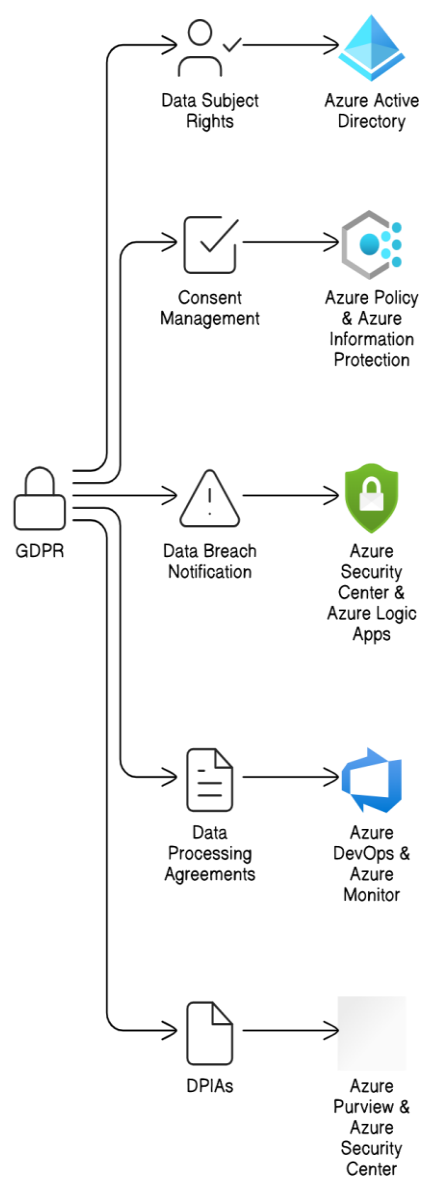 Data Subject
Rights
Azure Active
Directory
Consent
Management
Azure Policy
& Azure
Information
Protection
GDPR
Data Breach
Notification
Azure
Security
Center &
Azure Logic
Apps
Data
Processing
Agreements
Azure
DevOps &
Azure
Monitor
DPIAs
Azure
Purview &
Azure
Security
Center